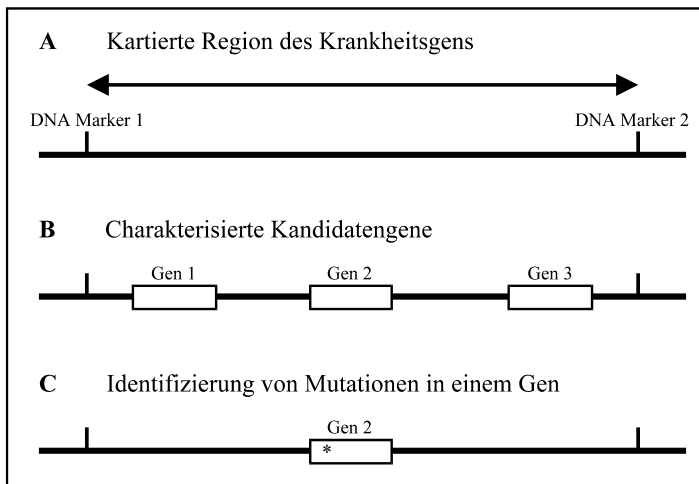 A Kartierte Region des Krankheitsgens
DNA Marker 1 DNA Marker 2
B Charakterisierte Kandidatengene
Gen 1 Gen 2 Gen 3
C Identifizierung von Mutationen in einem Gen
Gen 2
*